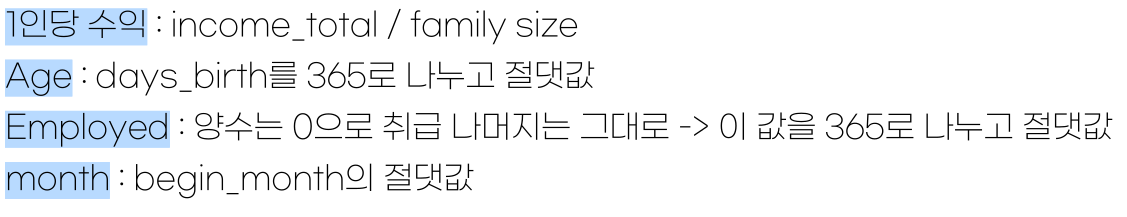 1인당 수익 : income_total / family size
Age : days_birth를 365로 나누고 절댓값
Employed : 양수는 0으로 취급 나머지는 그대로 -> 이 값을 365로 나누고 절댓값
month : begin_month의 절댓값